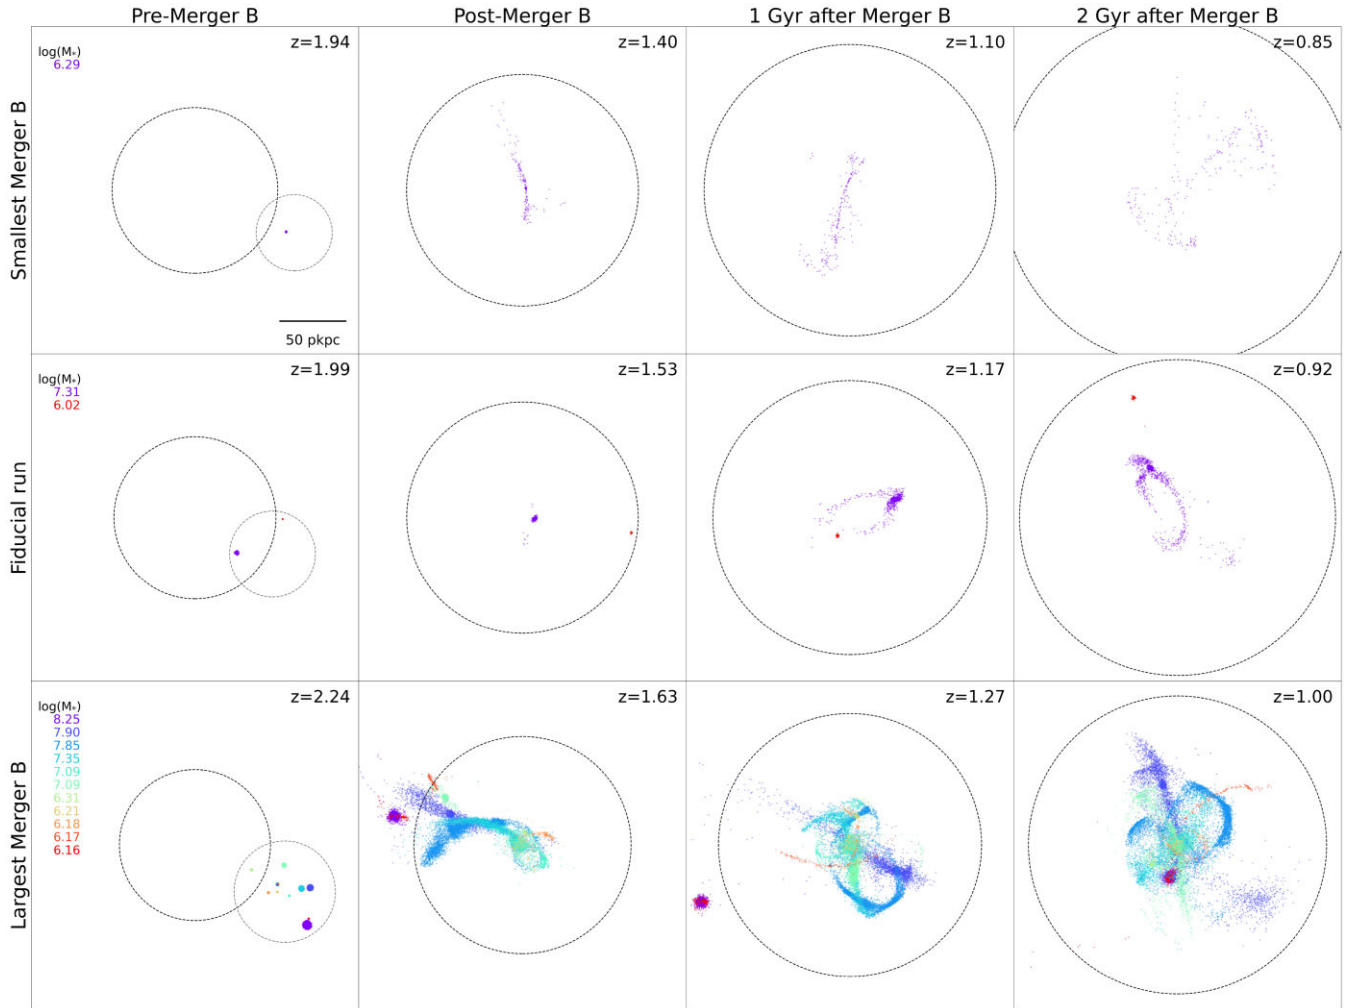 Pre-Merger B
Post-Merger B
1 Gyr after Merger B
2 Gyr after Merger B
Smallest Merger B
log(M*)
6.29
z=1.94
50 pkpc
z=1.40
z=1.10
z=0.85
Fiducial run
log(M*)
7.31
6.02
z=1.99
z=1.53
z=1.17
z=0.92
Largest Merger B
log(M*)
8.25
7.90
7.85
7.35
7.09
7.09
6.31
6.21
6.18
6.17
6.16
z=2.24
z=1.63
z=1.27
z=1.00